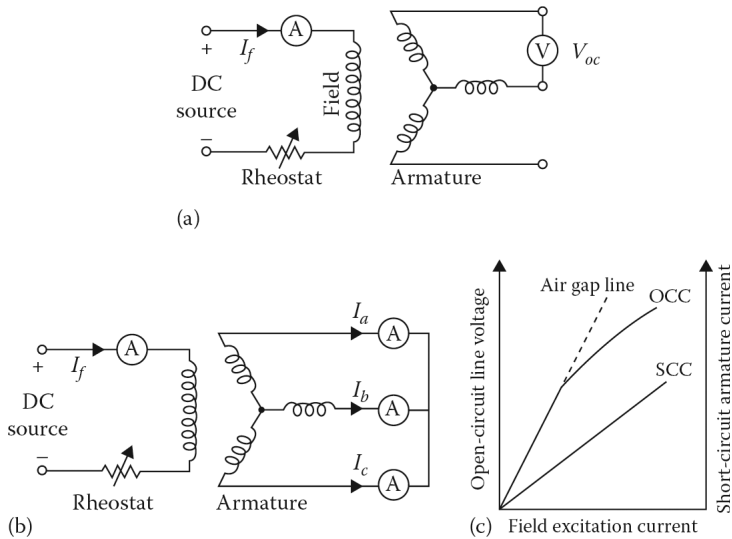 +
I_f
A
DC
source
−
Rheostat
Field
Armature
V
V_oc
(a)
+
I_f
A
DC
source
−
Rheostat
Armature
I_a
A
I_b
A
I_c
A
(b)
Open-circuit line voltage
Air gap line
OCC
SCC
Short-circuit armature current
(c)
Field excitation current